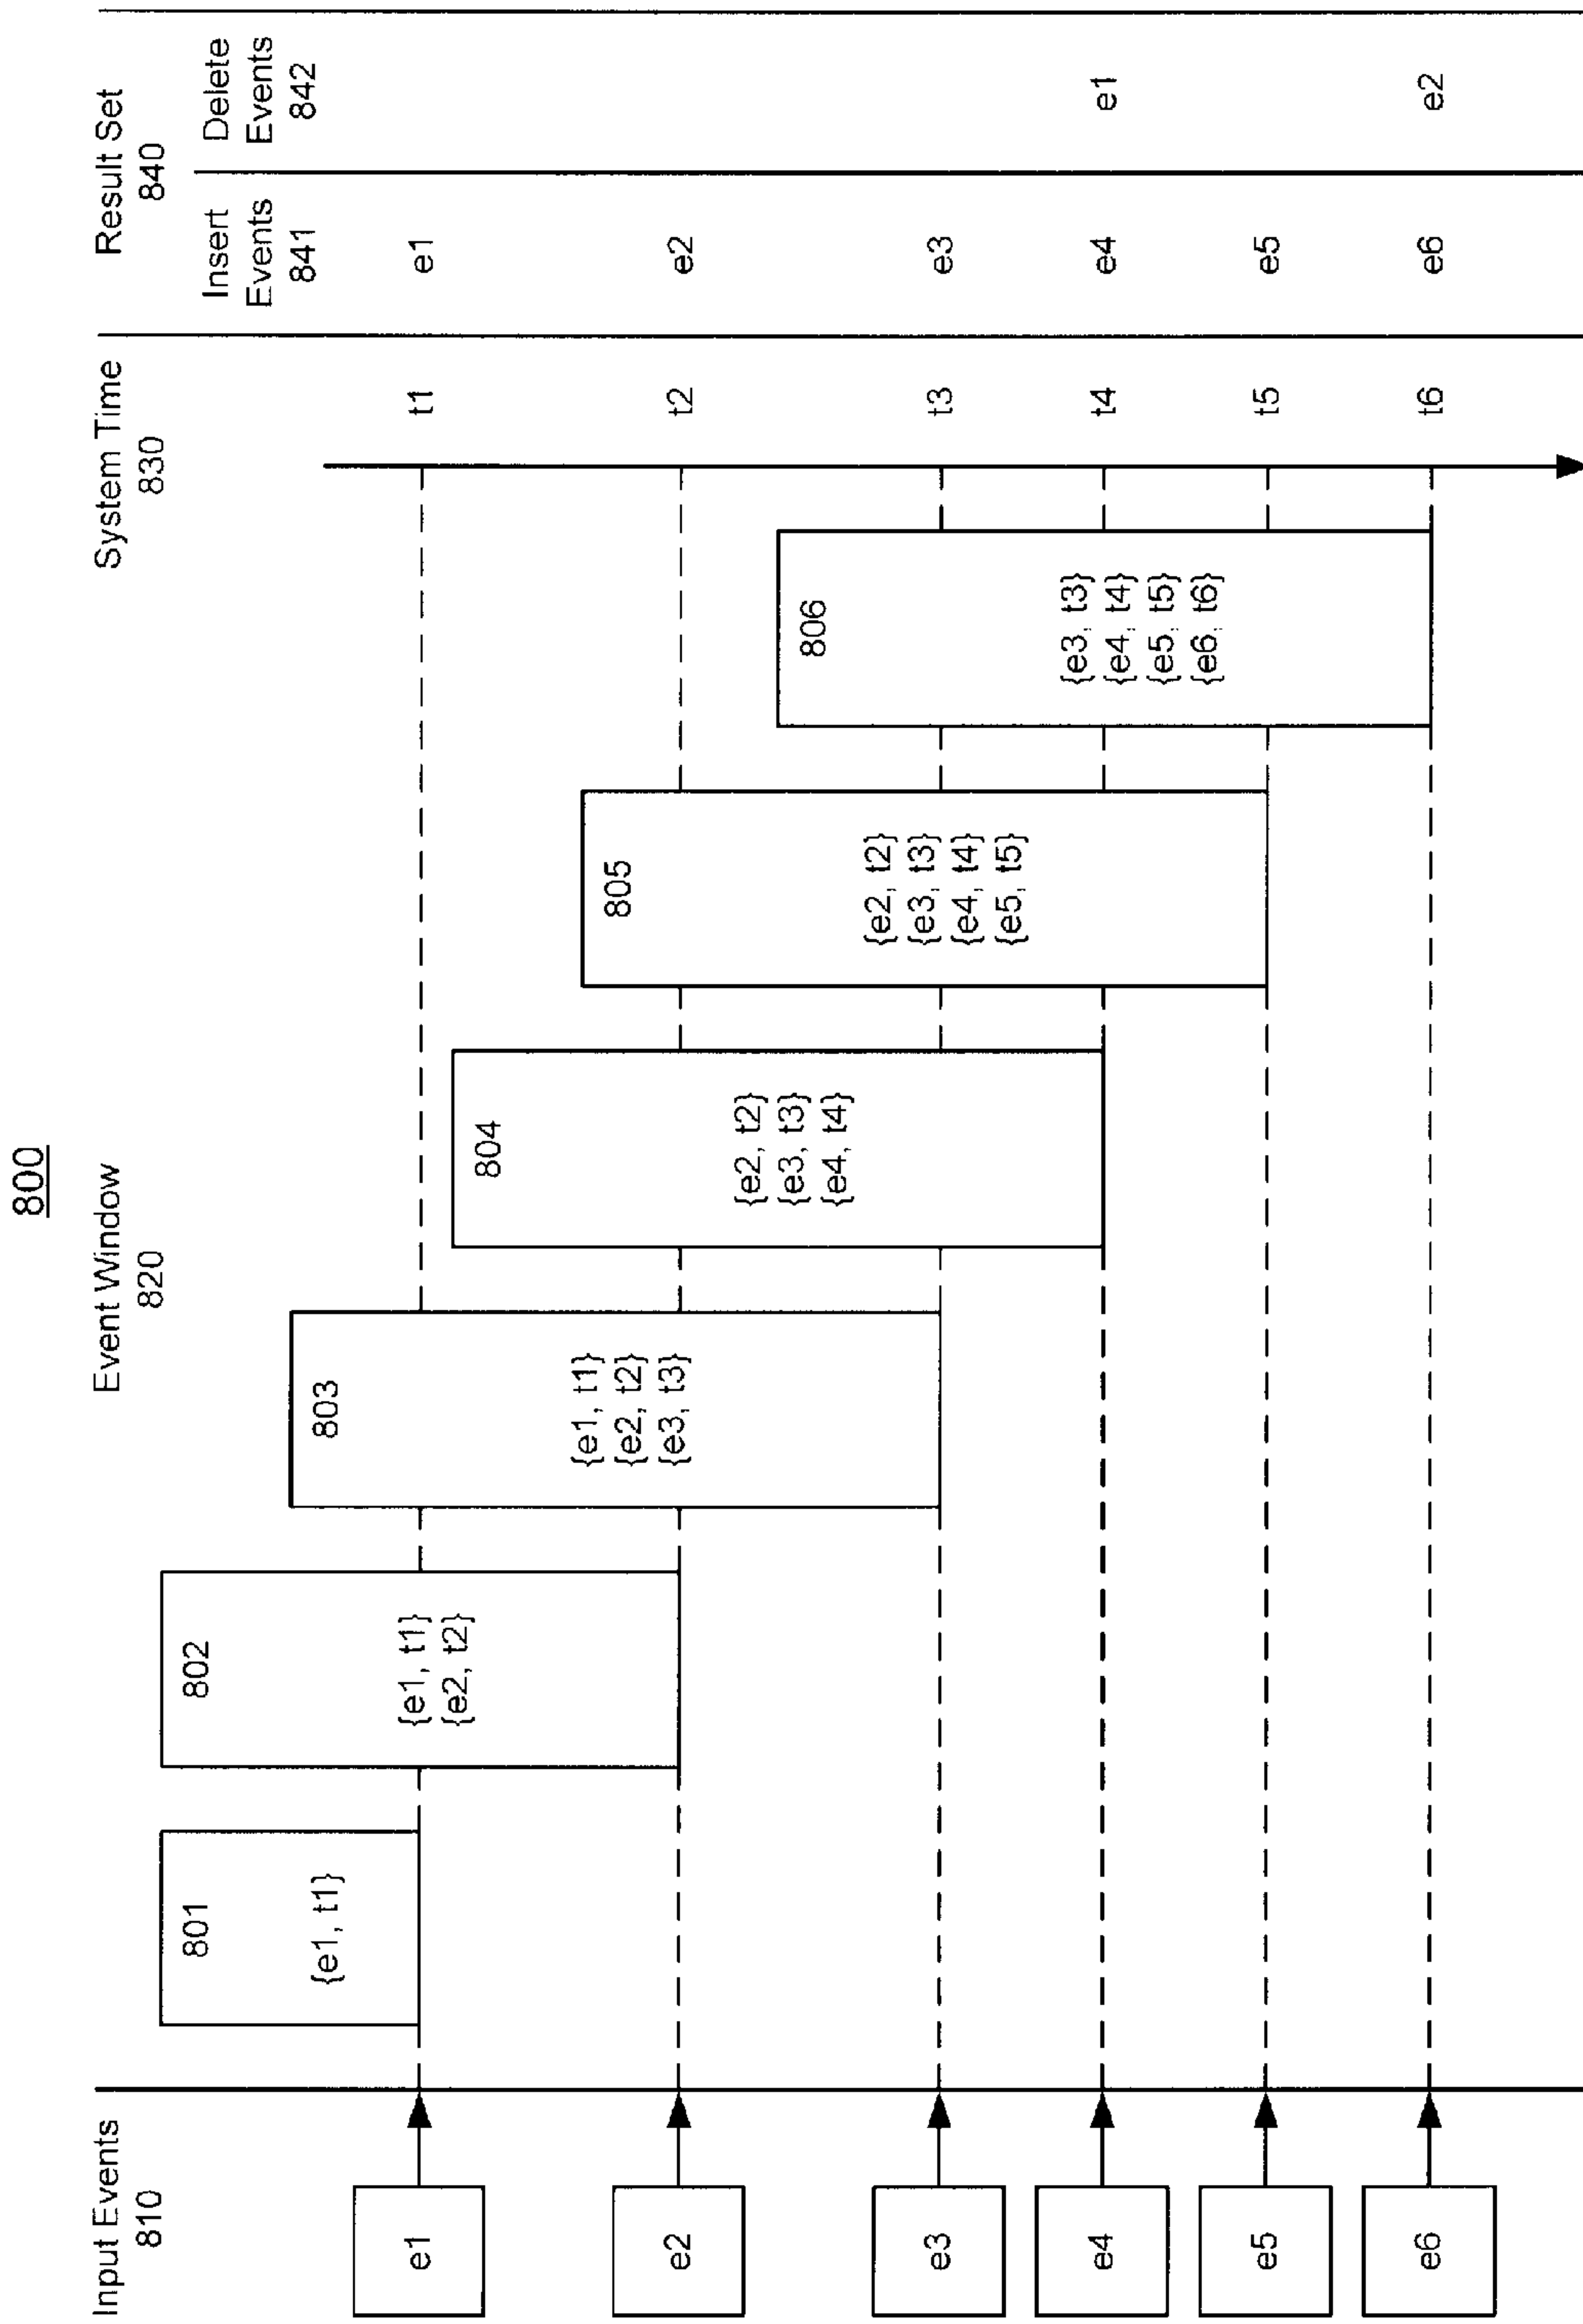 800
Input Events
810
Event Window
820
System Time
830
Result Set
840
Insert
Events
841
Delete
Events
842
e1
801
{e1, t1}
t1
e1
e2
802
{e1, t1}
{e2, t2}
t2
e2
e3
803
{e1, t1}
{e2, t2}
{e3, t3}
t3
e3
e4
804
{e2, t2}
{e3, t3}
{e4, t4}
t4
e4
e1
e5
805
{e2, t2}
{e3, t3}
{e4, t4}
{e5, t5}
t5
e5
e6
806
{e3, t3}
{e4, t4}
{e5, t5}
{e6, t6}
t6
e6
e2